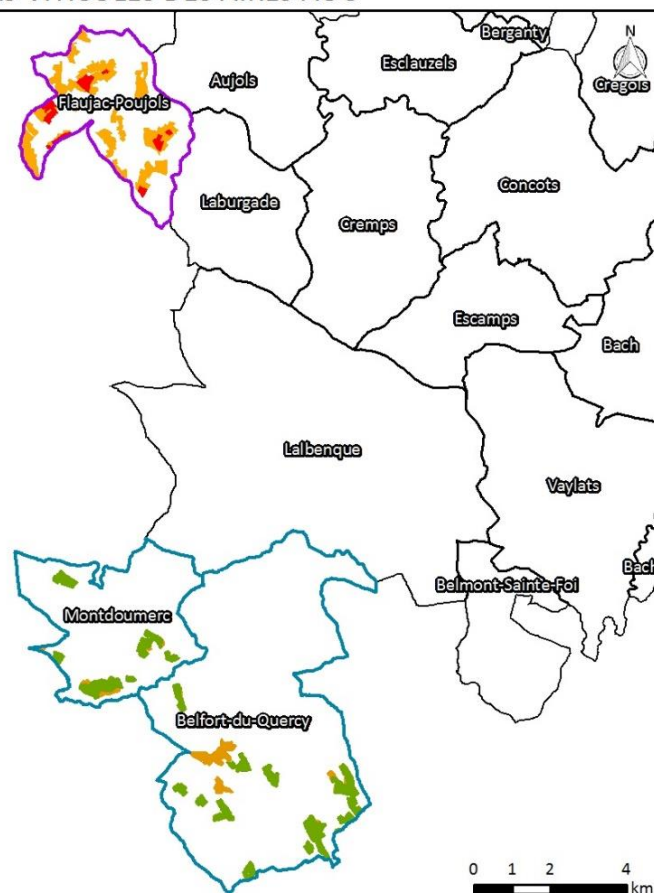 Berganty
N
Aujols
Esclauzels
Cregols
Flaujac-Poujols
Laburgade
Cremps
Concots
Escamps
Bach
Lalbenque
Vaylats
Belmont-Sainte-Foi
Bach
Montdoumerc
Belfort-du-Quercy
0 1 2 4
km